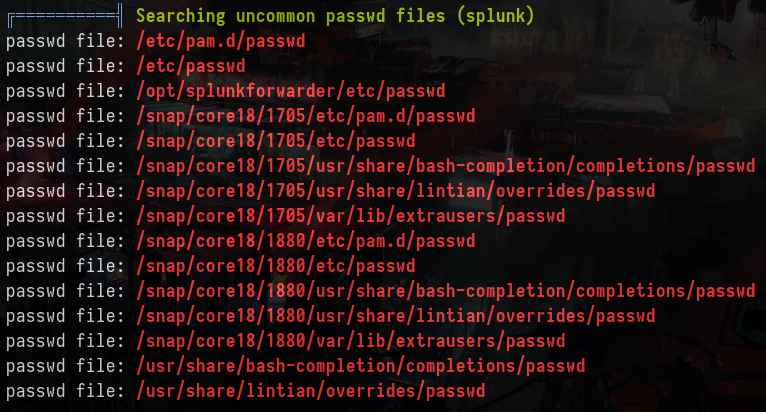 ╔══════════╣ Searching uncommon passwd files (splunk)
passwd file: /etc/pam.d/passwd
passwd file: /etc/passwd
passwd file: /opt/splunkforwarder/etc/passwd
passwd file: /snap/core18/1705/etc/pam.d/passwd
passwd file: /snap/core18/1705/etc/passwd
passwd file: /snap/core18/1705/usr/share/bash-completion/completions/passwd
passwd file: /snap/core18/1705/usr/share/lintian/overrides/passwd
passwd file: /snap/core18/1705/var/lib/extrausers/passwd
passwd file: /snap/core18/1880/etc/pam.d/passwd
passwd file: /snap/core18/1880/etc/passwd
passwd file: /snap/core18/1880/usr/share/bash-completion/completions/passwd
passwd file: /snap/core18/1880/usr/share/lintian/overrides/passwd
passwd file: /snap/core18/1880/var/lib/extrausers/passwd
passwd file: /usr/share/bash-completion/completions/passwd
passwd file: /usr/share/lintian/overrides/passwd